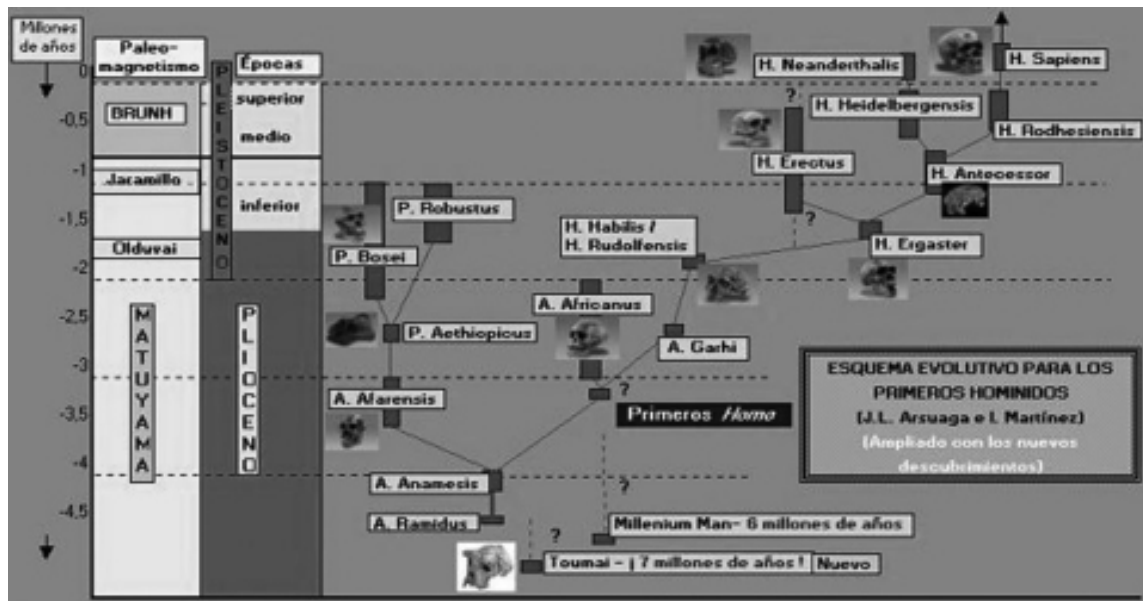 Millones
de años
0
-0,5
-1
-1,5
-2
-2,5
-3
-3,5
-4
-4,5
Paleo-
magnetismo
BRUNH
Jaramillo
Olduvai
MATUYAMA
PLEISTOCENO
Épocas
superior
medio
inferior
PLIOCENO
P. Robustus
P. Bosei
P. Aethiopicus
A. Afarensis
A. Anamesis
A. Ramidus
H. Neanderthalis
H. Sapiens
?
H. Heidelbergensis
H. Rodhesiensis
H. Erectus
H. Antecessor
?
H. Habilis /
H. Rudolfensis
H. Ergaster
A. Africanus
A. Garhi
?
Primeros Homo
?
Millenium Man- 6 millones de años
?
Toumai - ¡ 7 millones de años ! Nuevo
ESQUEMA EVOLUTIVO PARA LOS
PRIMEROS HOMINIDOS
(J.L. Arsuaga e I. Martínez)
(Ampliado con los nuevos
descubrimientos)